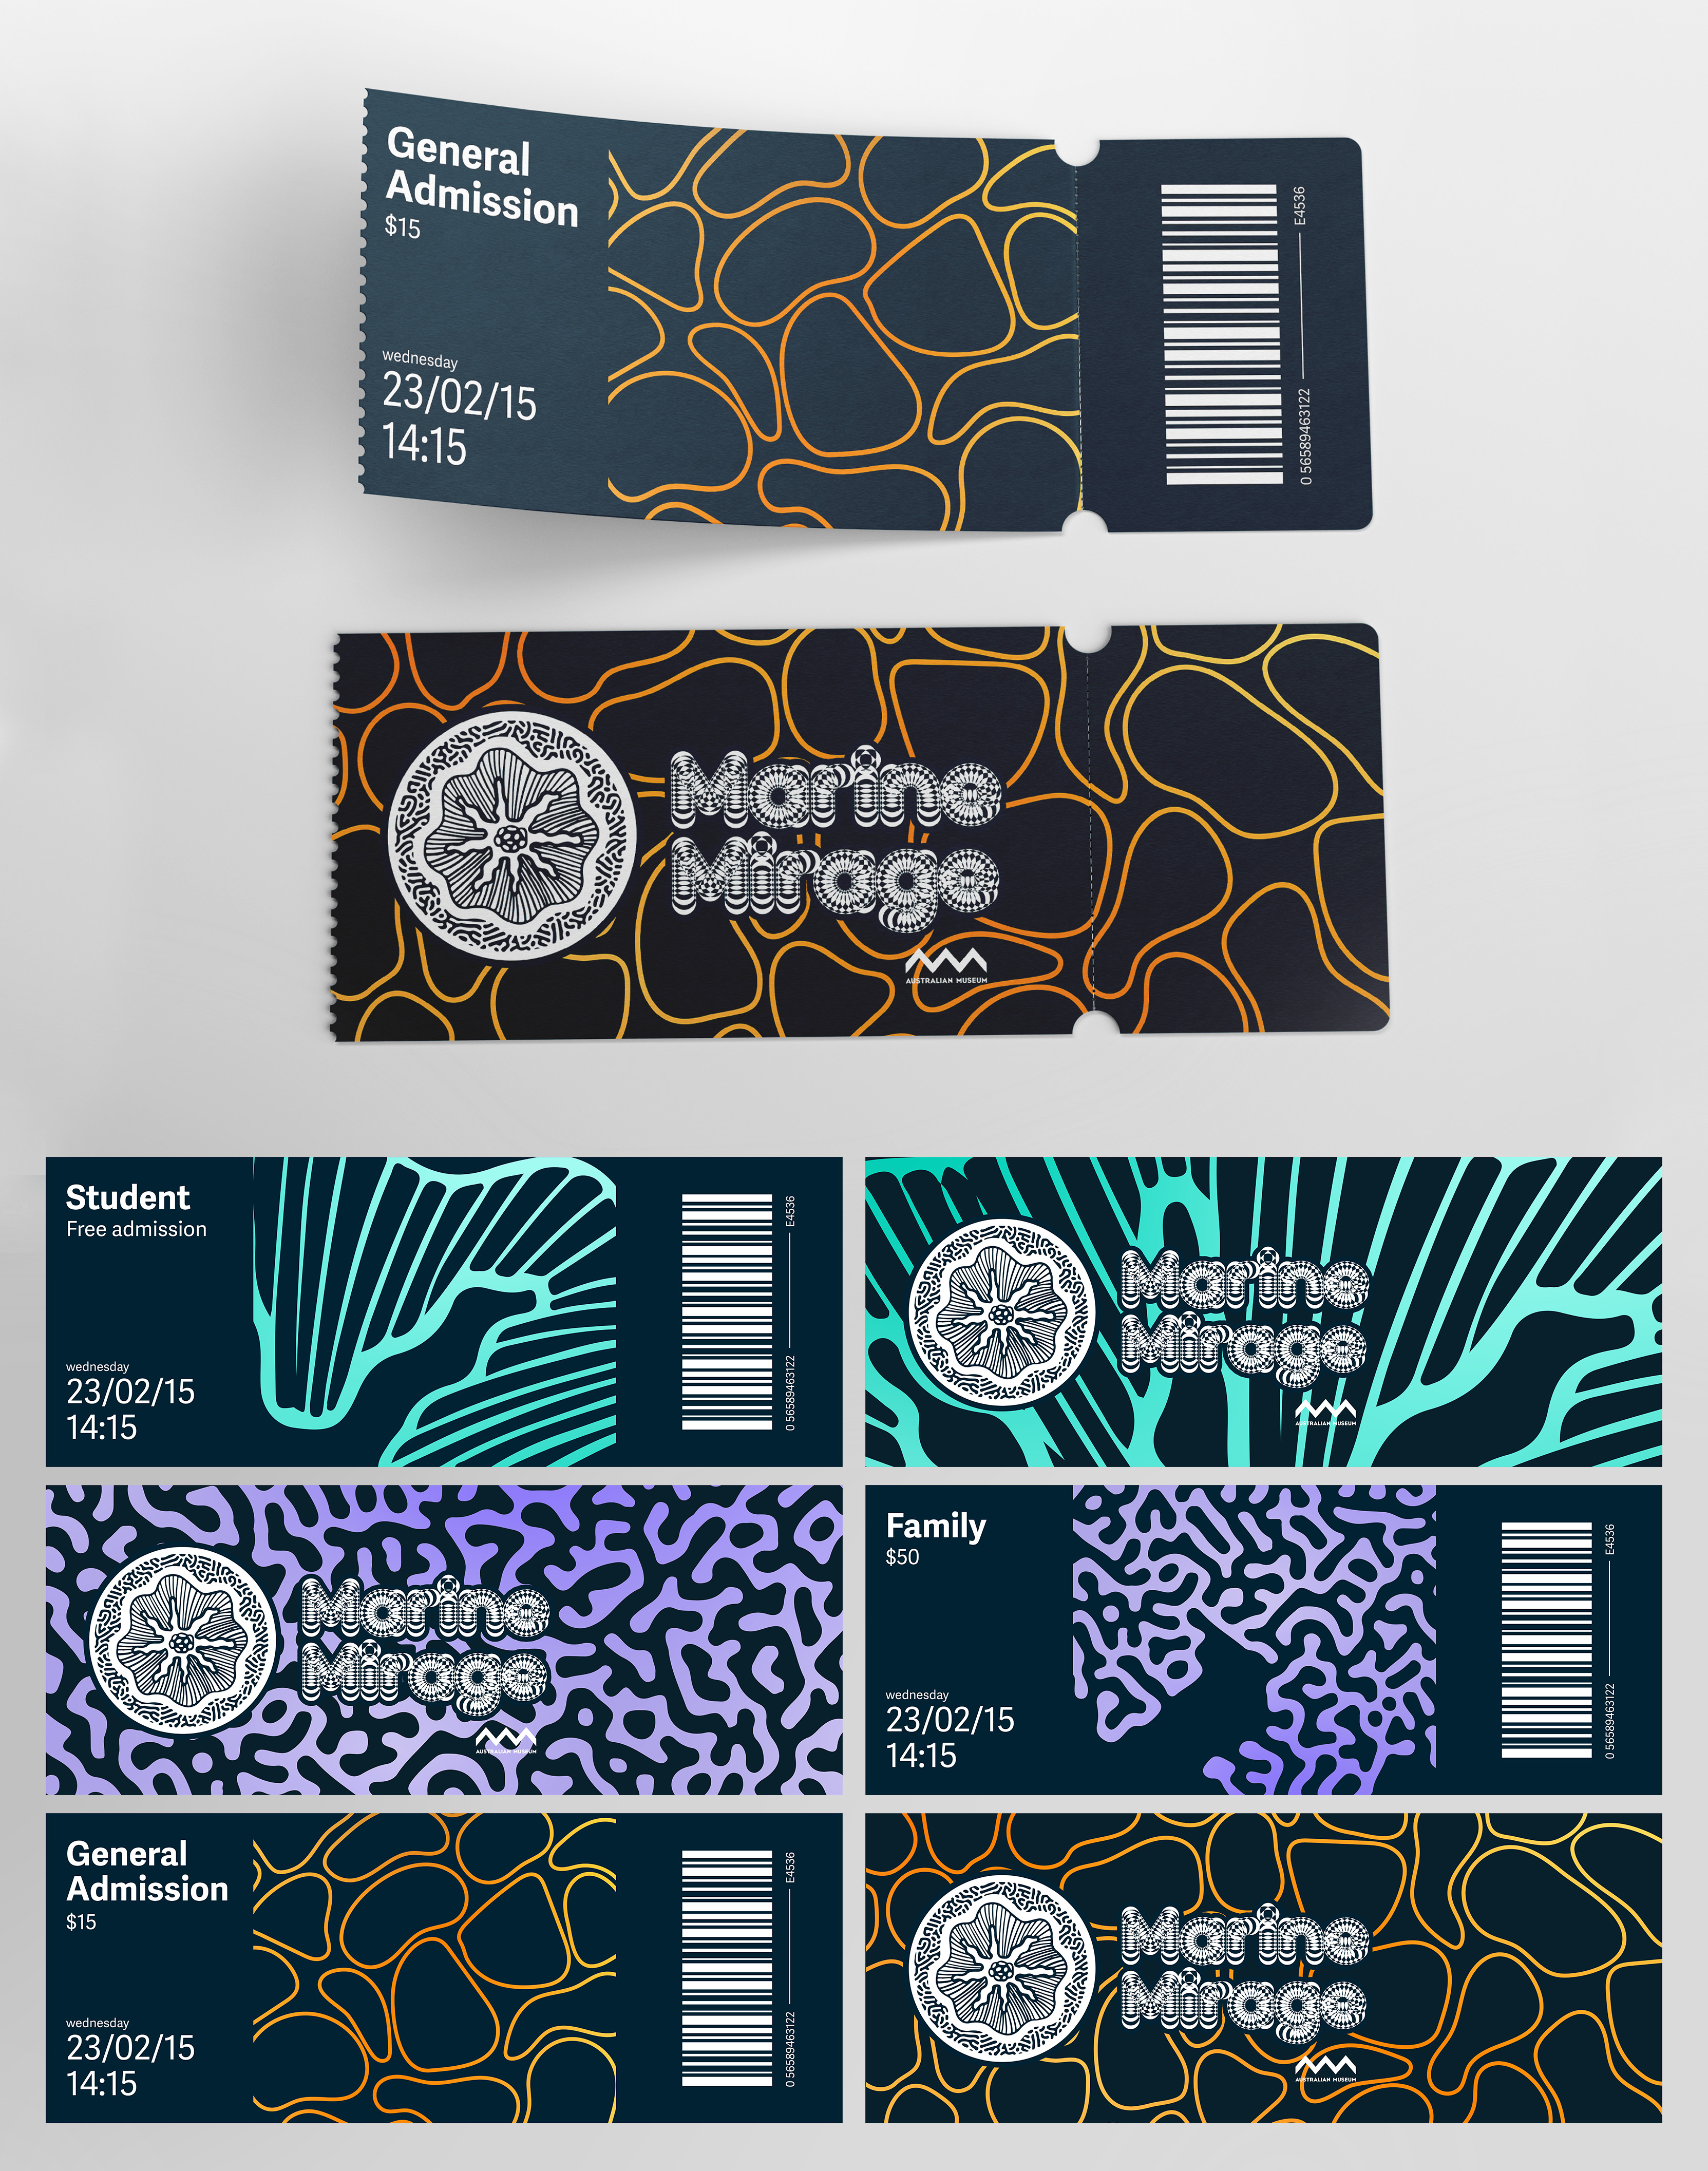 General
Admission
$15
wednesday
23/02/15
14:15
E4536
0 56589463122
Marine
Mirage
AUSTRALIAN MUSEUM
Student
Free admission
wednesday
23/02/15
14:15
E4536
0 56589463122
Marine
Mirage
AUSTRALIAN MUSEUM
Marine
Mirage
AUSTRALIAN MUSEUM
Family
$50
wednesday
23/02/15
14:15
E4536
0 56589463122
General
Admission
$15
wednesday
23/02/15
14:15
E4536
0 56589463122
Marine
Mirage
AUSTRALIAN MUSEUM